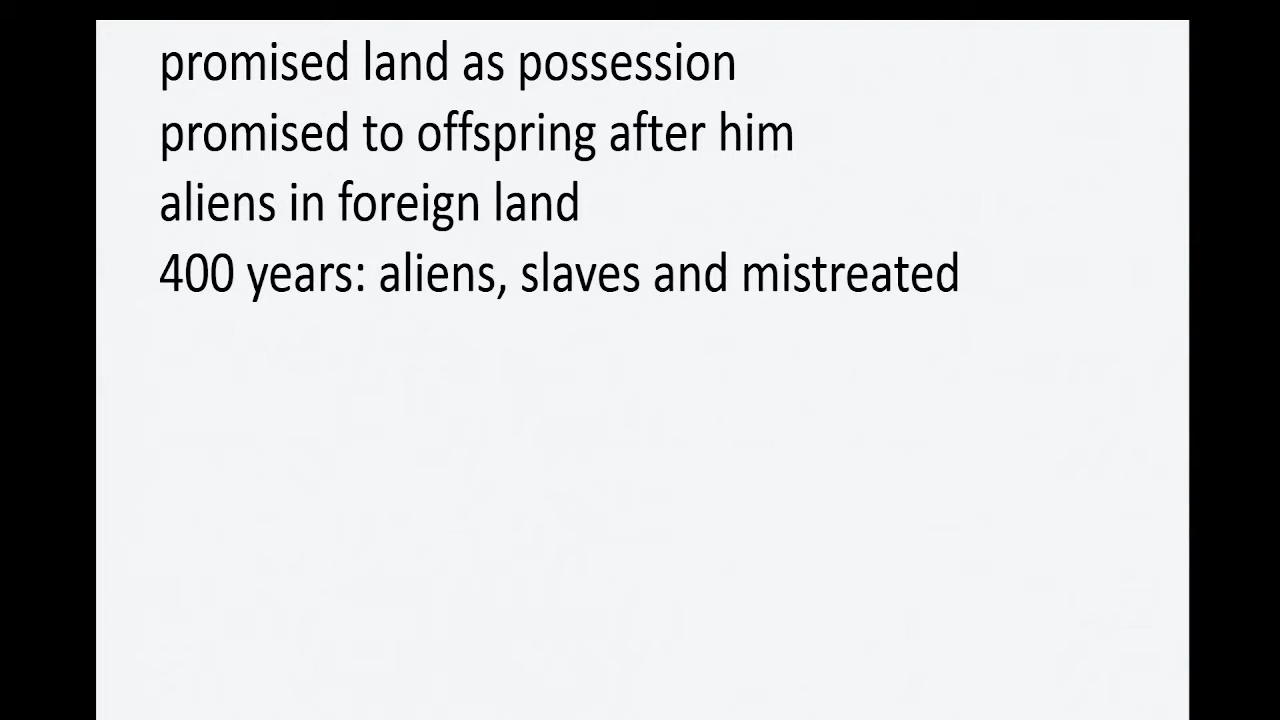 promised land as possession
promised to offspring after him
aliens in foreign land
400 years: aliens, slaves and mistreated